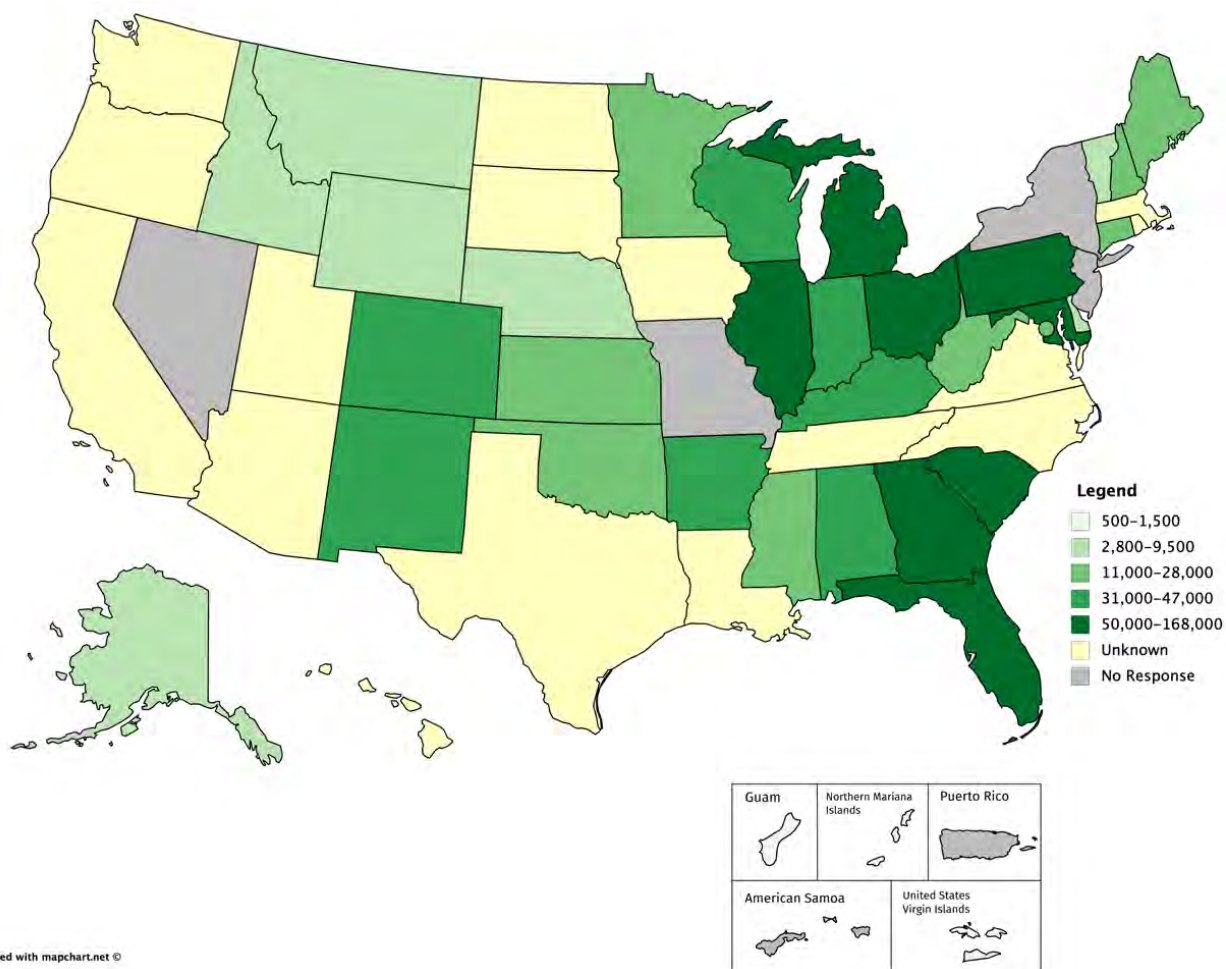 Legend
500–1,500
2,800–9,500
11,000–28,000
31,000–47,000
50,000–168,000
Unknown
No Response
Guam
Northern Mariana
Islands
Puerto Rico
American Samoa
United States
Virgin Islands
ed with mapchart.net ©